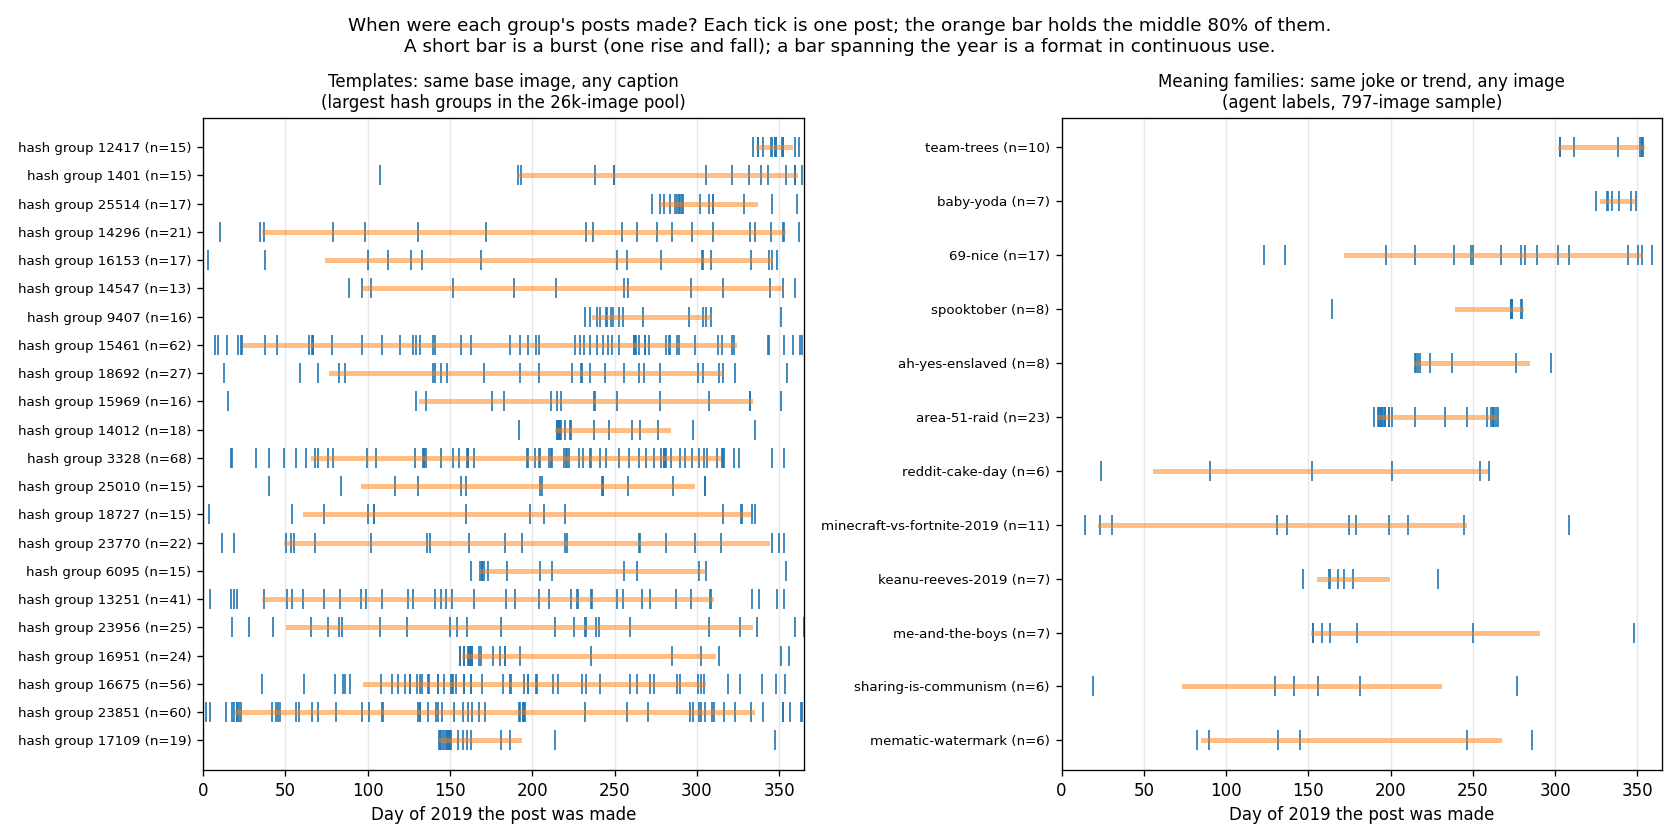 When were each group's posts made? Each tick is one post; the orange bar holds the middle 80% of them.
A short bar is a burst (one rise and fall); a bar spanning the year is a format in continuous use.
Templates: same base image, any caption
(largest hash groups in the 26k-image pool)
hash group 12417 (n=15)
hash group 1401 (n=15)
hash group 25514 (n=17)
hash group 14296 (n=21)
hash group 16153 (n=17)
hash group 14547 (n=13)
hash group 9407 (n=16)
hash group 15461 (n=62)
hash group 18692 (n=27)
hash group 15969 (n=16)
hash group 14012 (n=18)
hash group 3328 (n=68)
hash group 25010 (n=15)
hash group 18727 (n=15)
hash group 23770 (n=22)
hash group 6095 (n=15)
hash group 13251 (n=41)
hash group 23956 (n=25)
hash group 16951 (n=24)
hash group 16675 (n=56)
hash group 23851 (n=60)
hash group 17109 (n=19)
0 50 100 150 200 250 300 350
Day of 2019 the post was made
Meaning families: same joke or trend, any image
(agent labels, 797-image sample)
team-trees (n=10)
baby-yoda (n=7)
69-nice (n=17)
spooktober (n=8)
ah-yes-enslaved (n=8)
area-51-raid (n=23)
reddit-cake-day (n=6)
minecraft-vs-fortnite-2019 (n=11)
keanu-reeves-2019 (n=7)
me-and-the-boys (n=7)
sharing-is-communism (n=6)
mematic-watermark (n=6)
0 50 100 150 200 250 300 350
Day of 2019 the post was made